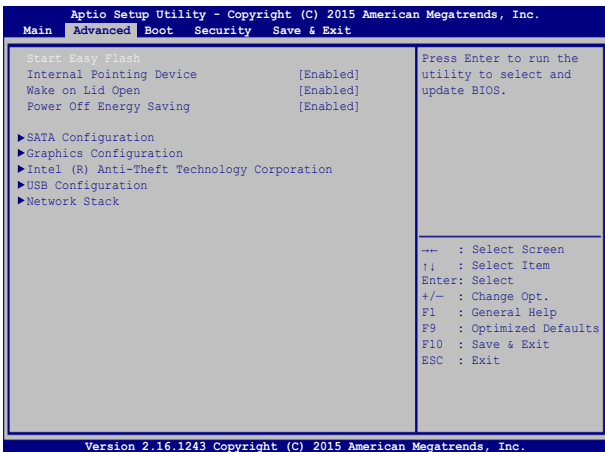 Aptio Setup Utility - Copyright (C) 2015 American Megatrends, Inc.
Main Advanced Boot Security Save & Exit
Start Easy Flash
Internal Pointing Device [Enabled]
Wake on Lid Open [Enabled]
Power Off Energy Saving [Enabled]
▶SATA Configuration
▶Graphics Configuration
▶Intel (R) Anti-Theft Technology Corporation
▶USB Configuration
▶Network Stack
Press Enter to run the
utility to select and
update BIOS.
→← : Select Screen
↑↓ : Select Item
Enter: Select
+/— : Change Opt.
F1 : General Help
F9 : Optimized Defaults
F10 : Save & Exit
ESC : Exit
Version 2.16.1243 Copyright (C) 2015 American Megatrends, Inc.